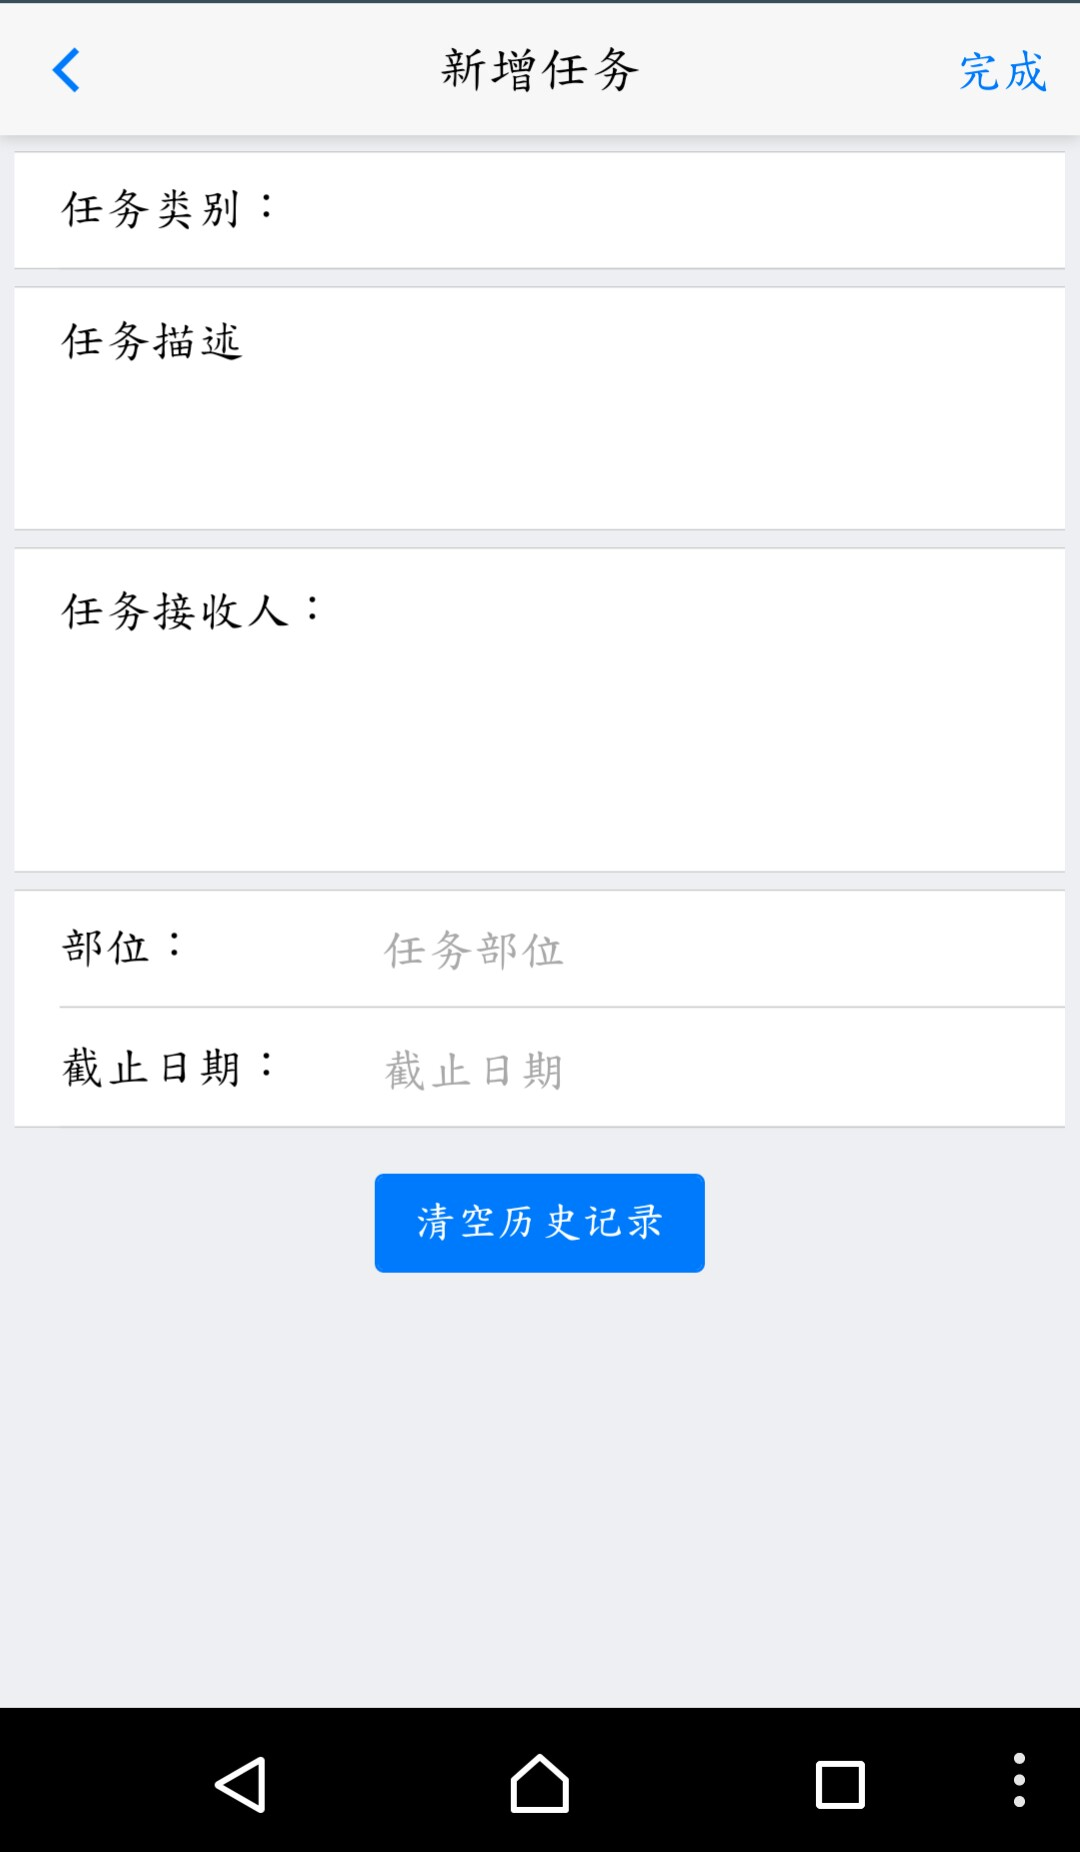 新增任务
完成
任务类别：
任务描述
任务接收人：
部位： 任务部位
截止日期： 截止日期
清空历史记录